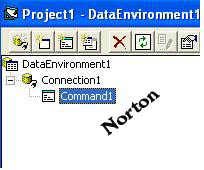 Project1 - DataEnvironment1
DataEnvironment1
Connection1
Command1
Norton